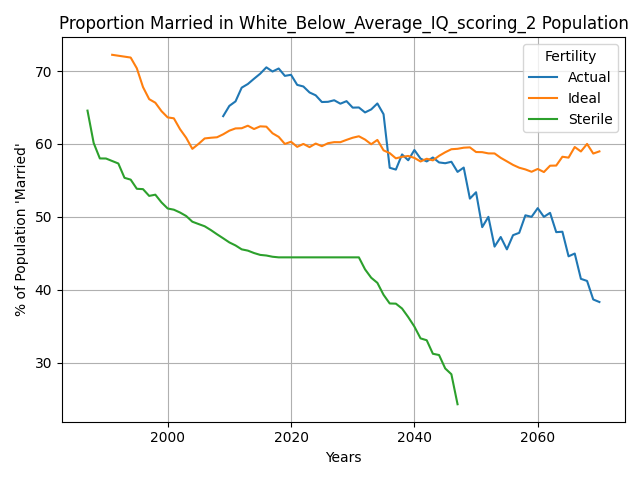 Proportion Married in White_Below_Average_IQ_scoring_2 Population
Fertility
Actual
Ideal
Sterile
% of Population 'Married'
70
60
50
40
30
2000
2020
2040
2060
Years